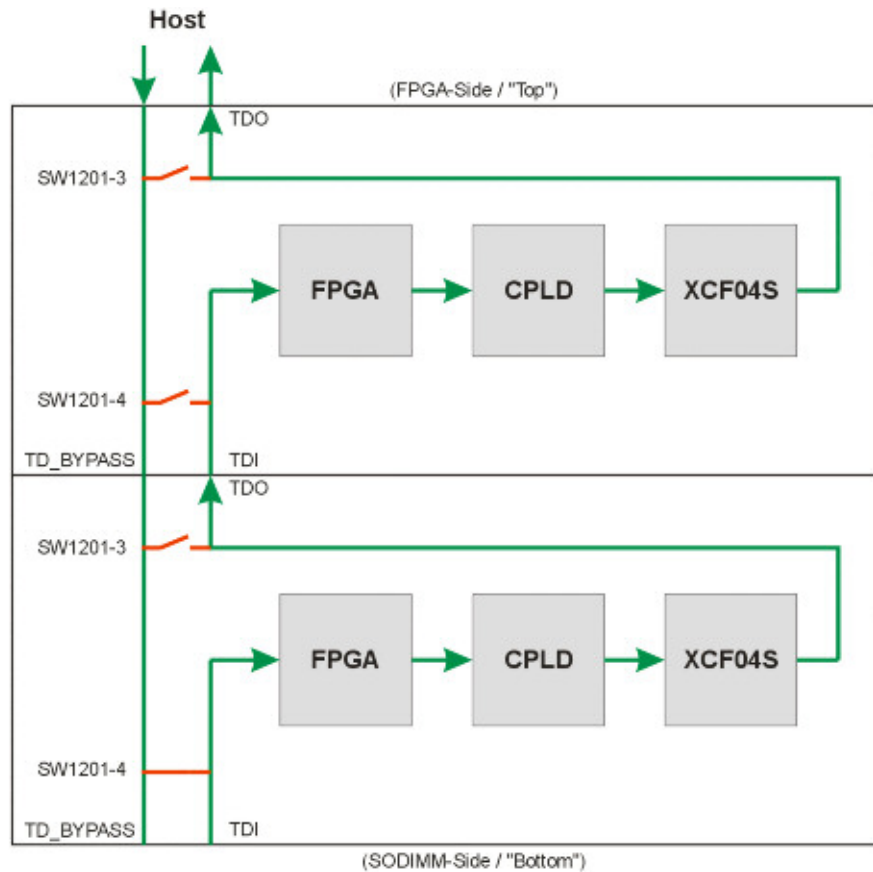 Host
(FPGA-Side / "Top")
TDO
SW1201-3
FPGA
CPLD
XCF04S
SW1201-4
TD_BYPASS
TDI
TDO
SW1201-3
FPGA
CPLD
XCF04S
SW1201-4
TD_BYPASS
TDI
(SODIMM-Side / "Bottom")